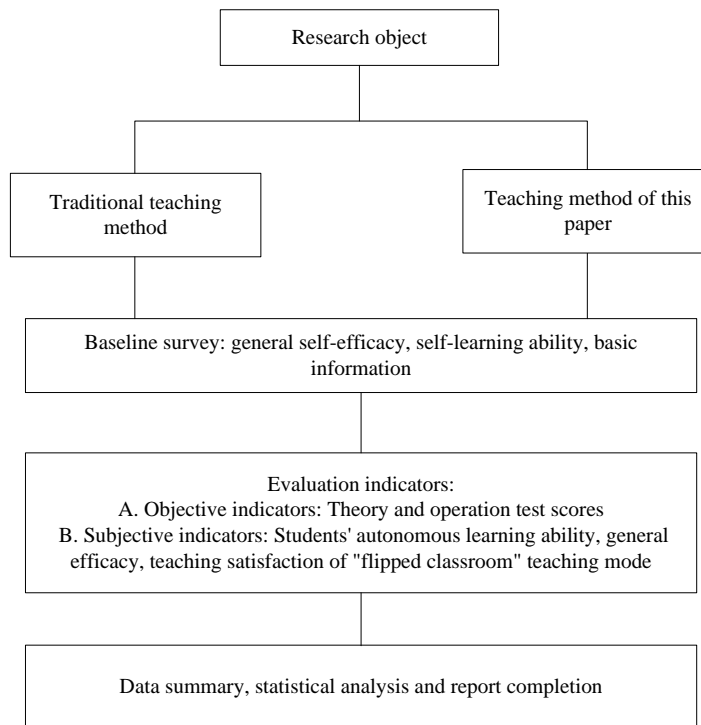 Research object
Traditional teaching
method
Teaching method of this
paper
Baseline survey: general self-efficacy, self-learning ability, basic
information
Evaluation indicators:
A. Objective indicators: Theory and operation test scores
B. Subjective indicators: Students' autonomous learning ability, general
efficacy, teaching satisfaction of "flipped classroom" teaching mode
Data summary, statistical analysis and report completion